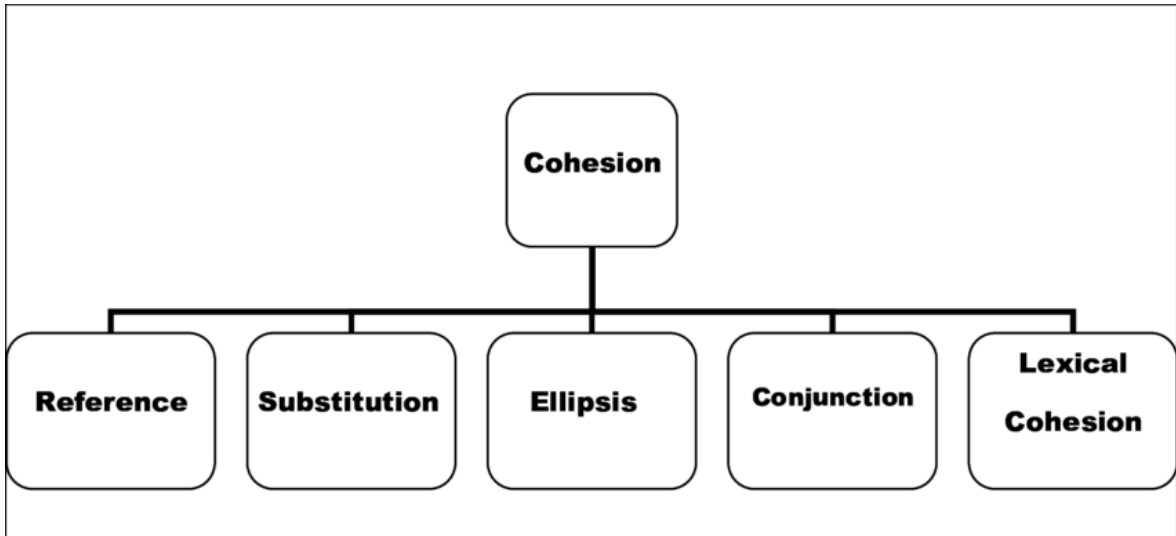 Cohesion
Reference
Substitution
Ellipsis
Conjunction
Lexical
Cohesion